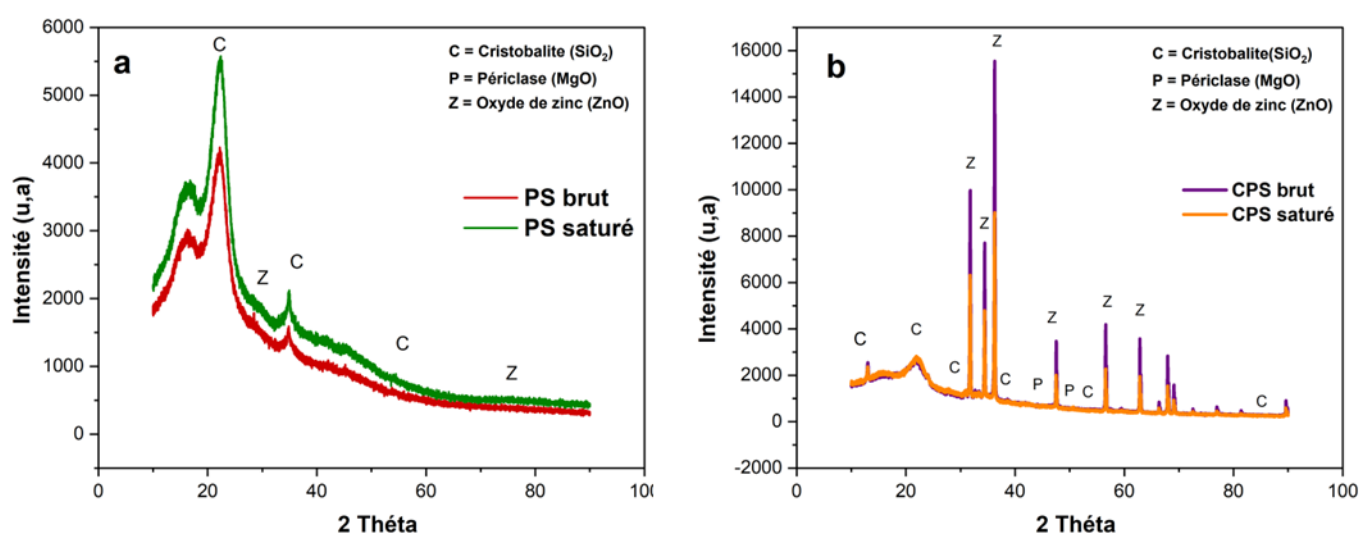 a
C = Cristobalite (SiO₂)
P = Périclase (MgO)
Z = Oxyde de zinc (ZnO)
PS brut
PS saturé
C
Z
C
C
Z
6000
5000
4000
3000
2000
1000
0
0
20
40
60
80
100
Intensité (u,a)
2 Théta
b
C = Cristobalite(SiO₂)
P = Périclase (MgO)
Z = Oxyde de zinc (ZnO)
CPS brut
CPS saturé
Z
Z
Z
Z
Z
Z
C
C
C
C
P
P
C
C
16000
14000
12000
10000
8000
6000
4000
2000
0
-2000
0
20
40
60
80
100
Intensité (u,a)
2 Théta